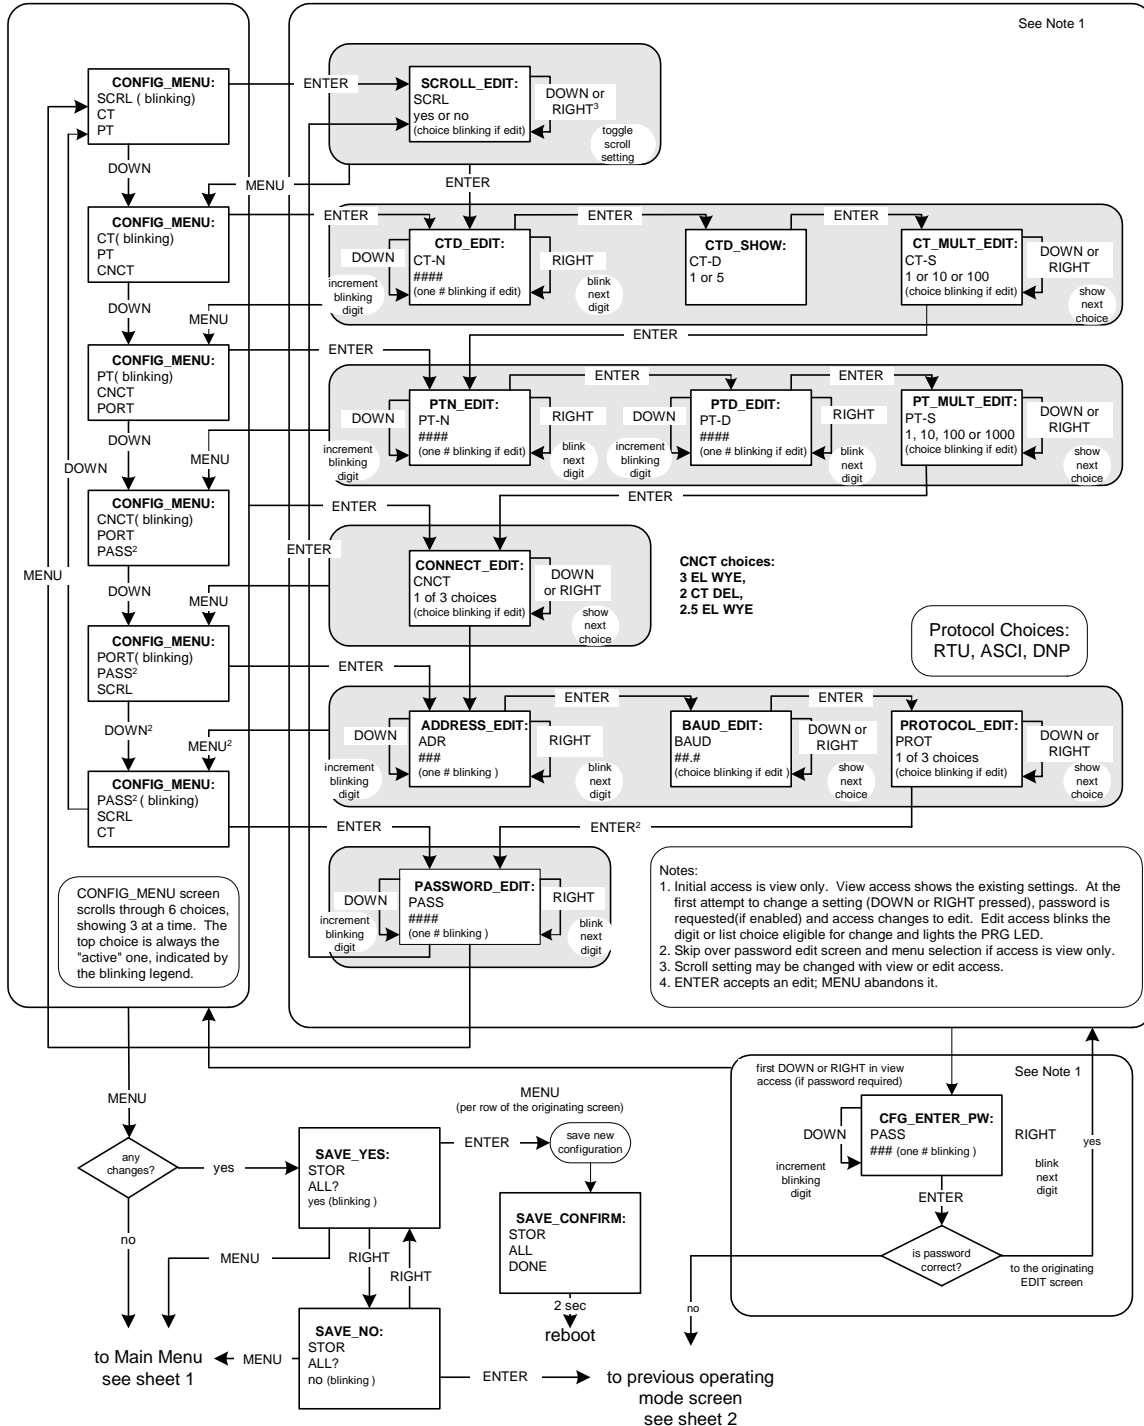 See Note 1
CONFIG_MENU:
SCRL ( blinking)
CT
PT
ENTER
SCROLL_EDIT:
SCRL
yes or no
(choice blinking if edit)
DOWN or
RIGHT³
toggle
scroll
setting
DOWN
MENU
ENTER
CONFIG_MENU:
CT( blinking)
PT
CNCT
ENTER
CTD_EDIT:
CT-N
####
(one # blinking if edit)
DOWN
increment
blinking
digit
RIGHT
blink
next
digit
ENTER
CTD_SHOW:
CT-D
1 or 5
ENTER
CT_MULT_EDIT:
CT-S
1 or 10 or 100
(choice blinking if edit)
DOWN or
RIGHT
show
next
choice
DOWN
MENU
ENTER
CONFIG_MENU:
PT( blinking)
CNCT
PORT
ENTER
PTN_EDIT:
PT-N
####
(one # blinking if edit)
DOWN
increment
blinking
digit
RIGHT
blink
next
digit
ENTER
PTD_EDIT:
PT-D
####
(one # blinking if edit)
DOWN
increment
blinking
digit
RIGHT
blink
next
digit
ENTER
PT_MULT_EDIT:
PT-S
1, 10, 100 or 1000
(choice blinking if edit)
DOWN or
RIGHT
show
next
choice
DOWN
DOWN
MENU
ENTER
CONFIG_MENU:
CNCT( blinking)
PORT
PASS²
ENTER
ENTER
CONNECT_EDIT:
CNCT
1 of 3 choices
(choice blinking if edit)
DOWN
or RIGHT
show
next
choice
CNCT choices:
3 EL WYE,
2 CT DEL,
2.5 EL WYE
MENU
DOWN
MENU
Protocol Choices:
RTU, ASCI, DNP
CONFIG_MENU:
PORT( blinking)
PASS²
SCRL
ENTER
ADDRESS_EDIT:
ADR
###
(one # blinking )
DOWN
increment
blinking
digit
RIGHT
blink
next
digit
ENTER
BAUD_EDIT:
BAUD
##.#
(choice blinking if edit )
DOWN or
RIGHT
show
next
choice
ENTER
PROTOCOL_EDIT:
PROT
1 of 3 choices
(choice blinking if edit)
DOWN or
RIGHT
show
next
choice
DOWN²
MENU²
CONFIG_MENU:
PASS² ( blinking)
SCRL
CT
ENTER
ENTER²
PASSWORD_EDIT:
PASS
####
(one # blinking )
DOWN
increment
blinking
digit
RIGHT
blink
next
digit
CONFIG_MENU screen
scrolls through 6 choices,
showing 3 at a time. The
top choice is always the
"active" one, indicated by
the blinking legend.
Notes:
1. Initial access is view only. View access shows the existing settings. At the
first attempt to change a setting (DOWN or RIGHT pressed), password is
requested(if enabled) and access changes to edit. Edit access blinks the
digit or list choice eligible for change and lights the PRG LED.
2. Skip over password edit screen and menu selection if access is view only.
3. Scroll setting may be changed with view or edit access.
4. ENTER accepts an edit; MENU abandons it.
MENU
any
changes?
yes
no
SAVE_YES:
STOR
ALL?
yes (blinking )
MENU
(per row of the originating screen)
ENTER
save new
configuration
SAVE_CONFIRM:
STOR
ALL
DONE
2 sec
reboot
MENU
RIGHT
RIGHT
SAVE_NO:
STOR
ALL?
no (blinking )
MENU
to Main Menu
see sheet 1
ENTER
to previous operating
mode screen
see sheet 2
first DOWN or RIGHT in view
access (if password required)
See Note 1
CFG_ENTER_PW:
PASS
### (one # blinking )
DOWN
increment
blinking
digit
RIGHT
blink
next
digit
yes
ENTER
is password
correct?
to the originating
EDIT screen
no